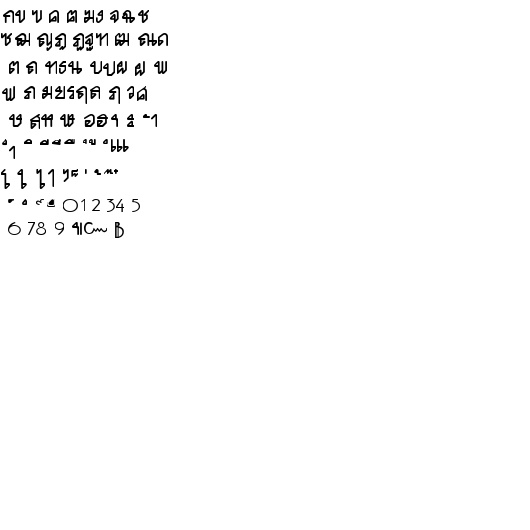 ก ข ฃ ค ฅ ฆ ง จ ฉ ช
ซ ฌ ญ ฎ ฏ ฐ ฑ ฒ ณ ด
ต ถ ท ธ น บ ป ผ ฝ พ
ฟ ภ ม ย ร ฤ ล ฦ ว ศ
ษ ส ห ฬ อ ฮ ฯ ะ ั า
ำ ิ ี ึ ื ุ ู ฺ เ แ
โ ใ ไ ๅ ๆ ็ ่ ้ ๊ ๋
์ ํ ๎ ๏ 0 1 2 3 4 5
6 7 8 9 ๚ ๛ ฿